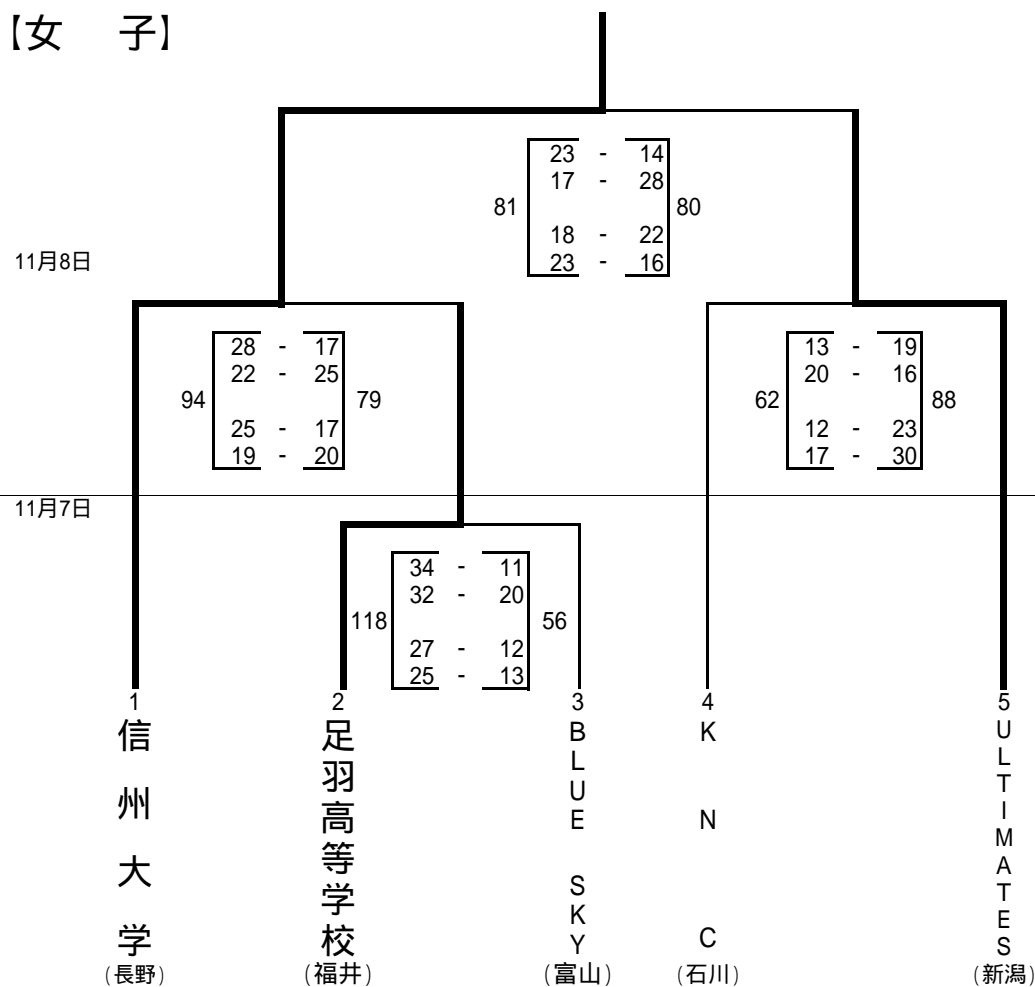 【女　子】
23 - 14
17 - 28
81 80
18 - 22
23 - 16
11月8日
28 - 17
22 - 25
94 79
25 - 17
19 - 20
13 - 19
20 - 16
62 88
12 - 23
17 - 30
11月7日
34 - 11
32 - 20
118 56
27 - 12
25 - 13
1 2 3 4 5
信州大学
足羽高等学校
BLUE SKY
KNC
ULTIMATES
(長野) (福井) (富山) (石川) (新潟)